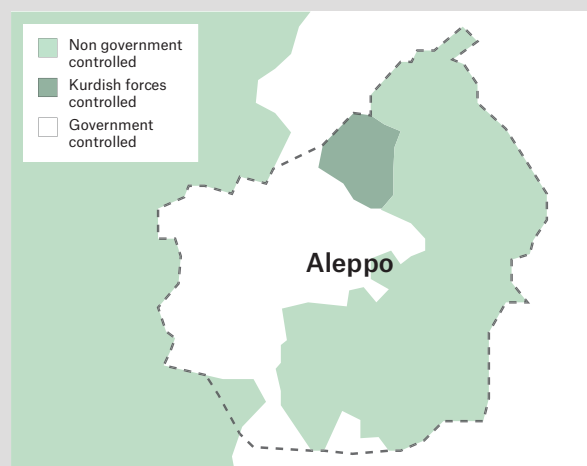 Non government
controlled
Kurdish forces
controlled
Government
controlled
Aleppo